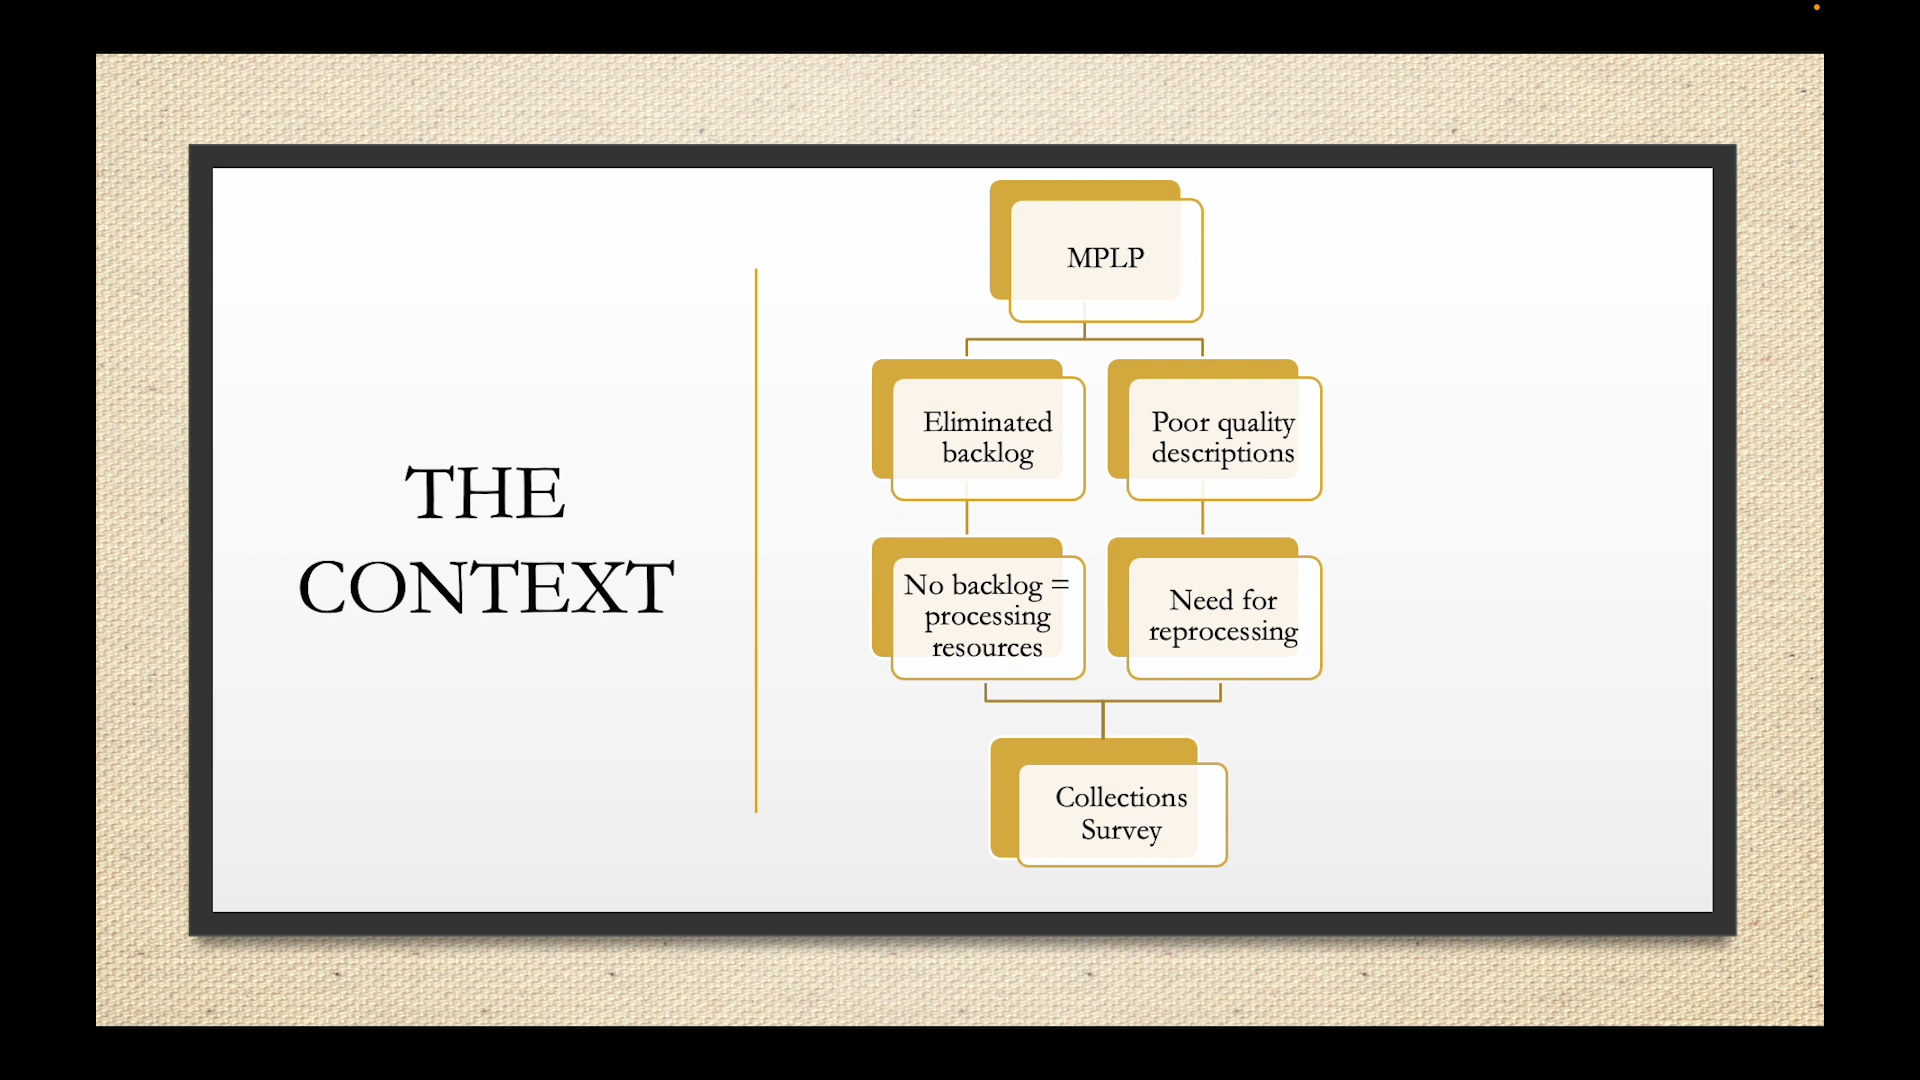 THE
CONTEXT
MPLP
Eliminated
backlog
Poor quality
descriptions
No backlog =
processing
resources
Need for
reprocessing
Collections
Survey